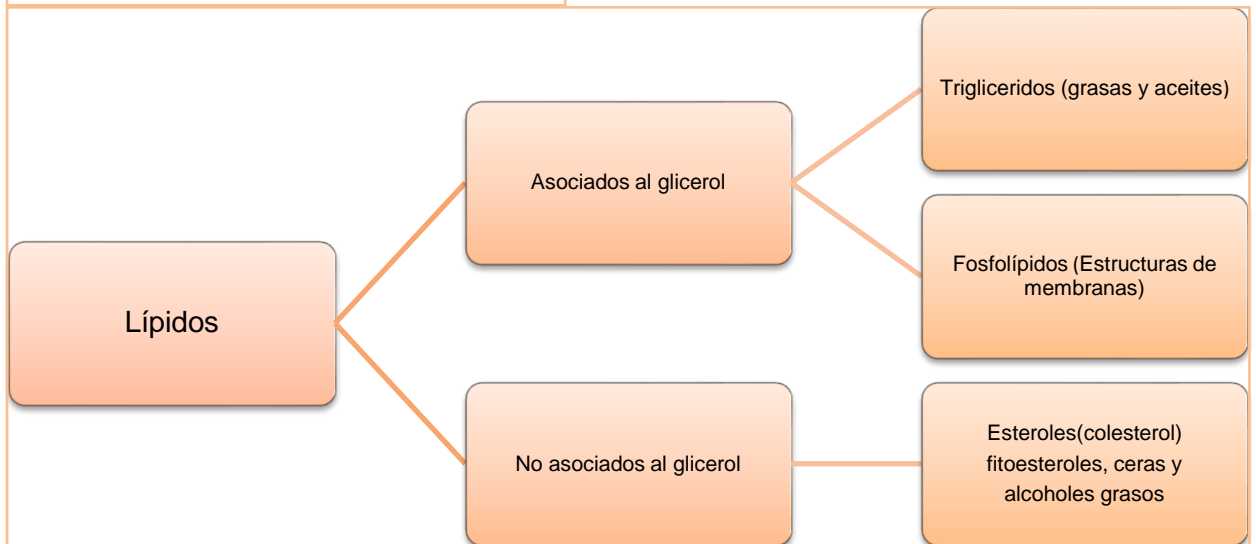 Lípidos
Asociados al glicerol
No asociados al glicerol
Trigliceridos (grasas y aceites)
Fosfolípidos (Estructuras de
membranas)
Esteroles(colesterol)
fitoesteroles, ceras y
alcoholes grasos